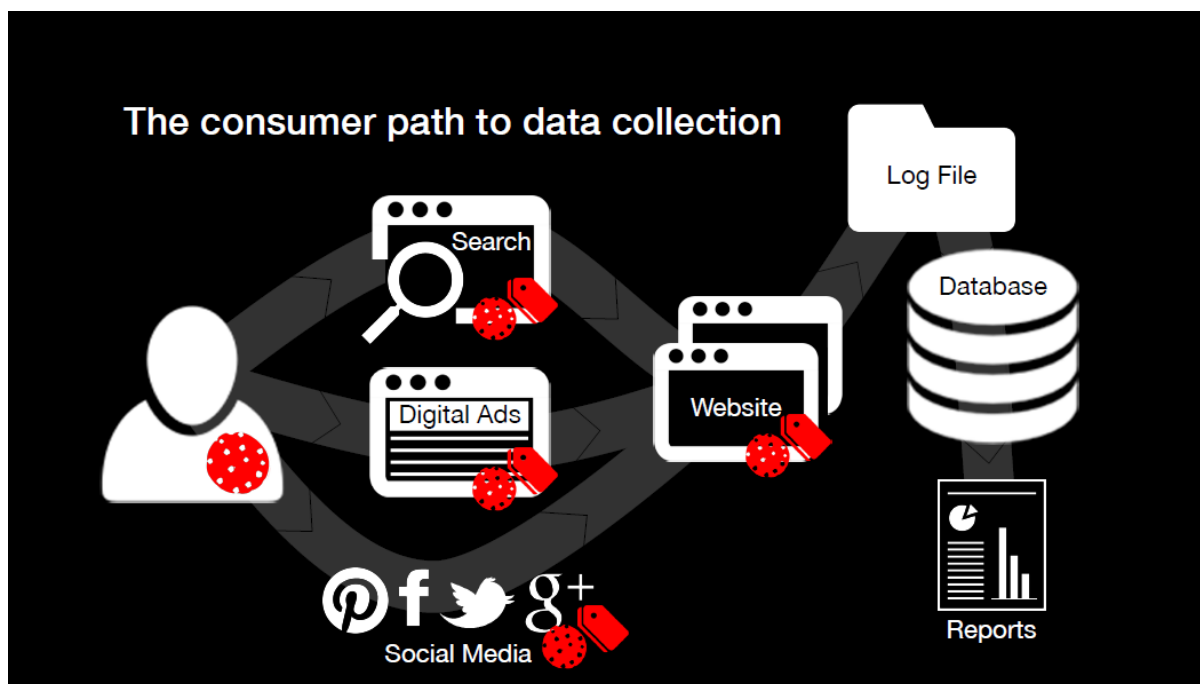 The consumer path to data collection
Log File
Search
Database
Digital Ads
Website
g+
Social Media
Reports